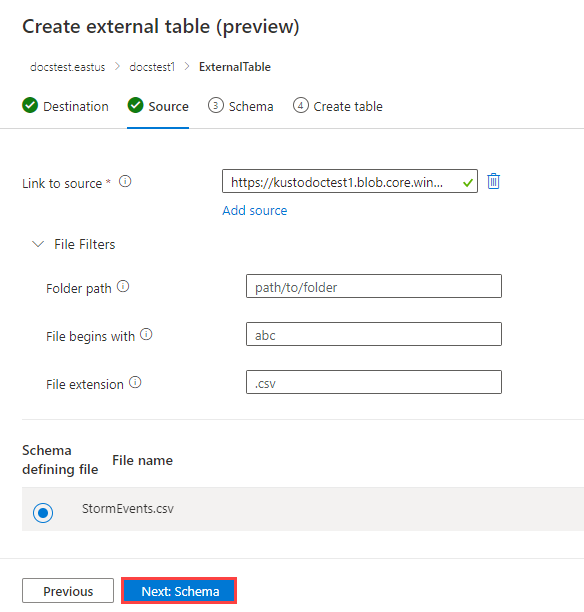 Create external table (preview)
docstest.eastus > docstest1 > ExternalTable
Destination Source 3 Schema 4 Create table
Link to source * https://kustodoctest1.blob.core.win...
Add source
File Filters
Folder path path/to/folder
File begins with abc
File extension .csv
Schema
defining file File name
StormEvents.csv
Previous Next: Schema